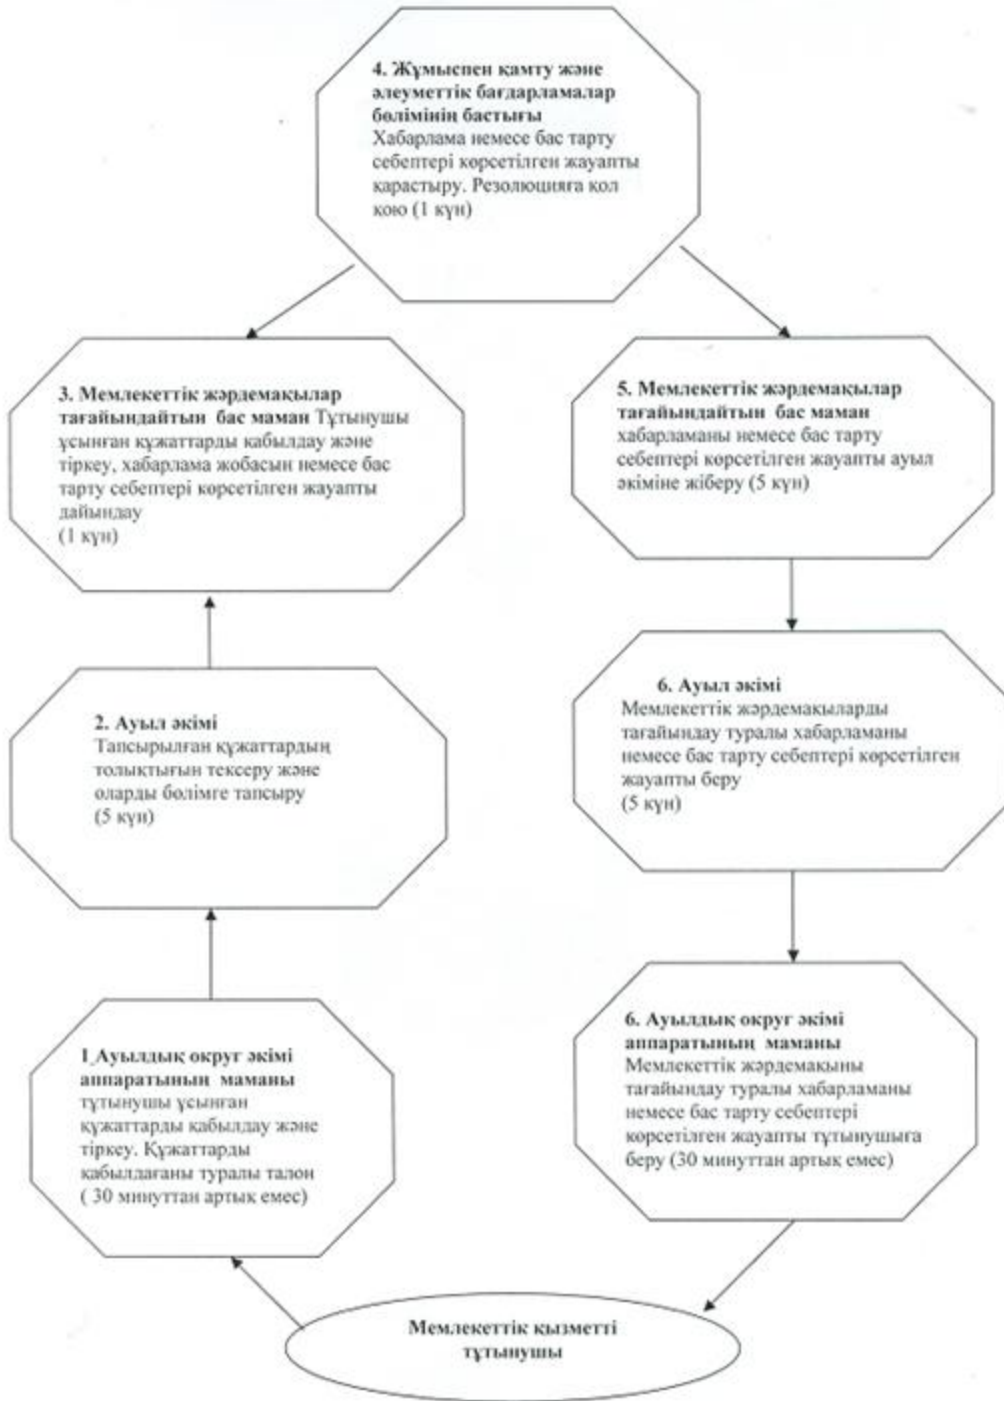 4. Жұмыспен қамту және
әлеуметтік бағдарламалар
бөлімінің бастығы
Хабарлама немесе бас тарту
себептері көрсетілген жауапты
қарастыру. Резолюцияға қол
қою (1 күн)
3. Мемлекеттік жәрдемақылар
тағайындайтын бас маман Тұтынушы
ұсынған құжаттарды қабылдау және
тіркеу, хабарлама жобасын немесе бас
тарту себептері көрсетілген жауапты
дайындау
(1 күн)
5. Мемлекеттік жәрдемақылар
тағайындайтын бас маман
хабарламаны немесе бас тарту
себептері көрсетілген жауапты ауыл
әкіміне жіберу (5 күн)
2. Ауыл әкімі
Тапсырылған құжаттардың
толықтығын тексеру және
оларды бөлімге тапсыру
(5 күн)
6. Ауыл әкімі
Мемлекеттік жәрдемақыларды
тағайындау туралы хабарламаны
немесе бас тарту себептері көрсетілген
жауапты беру
(5 күн)
1 Ауылдық округ әкімі
аппаратының маманы
тұтынушы ұсынған
құжаттарды қабылдау және
тіркеу. Құжаттарды
қабылдағаны туралы талон
( 30 минуттан артық емес)
6. Ауылдық округ әкімі
аппаратының маманы
Мемлекеттік жәрдемақыны
тағайындау туралы хабарламаны
немесе бас тарту себептері
көрсетілген жауапты тұтынушыға
беру (30 минуттан артық емес)
Мемлекеттік қызметті
тұтынушы